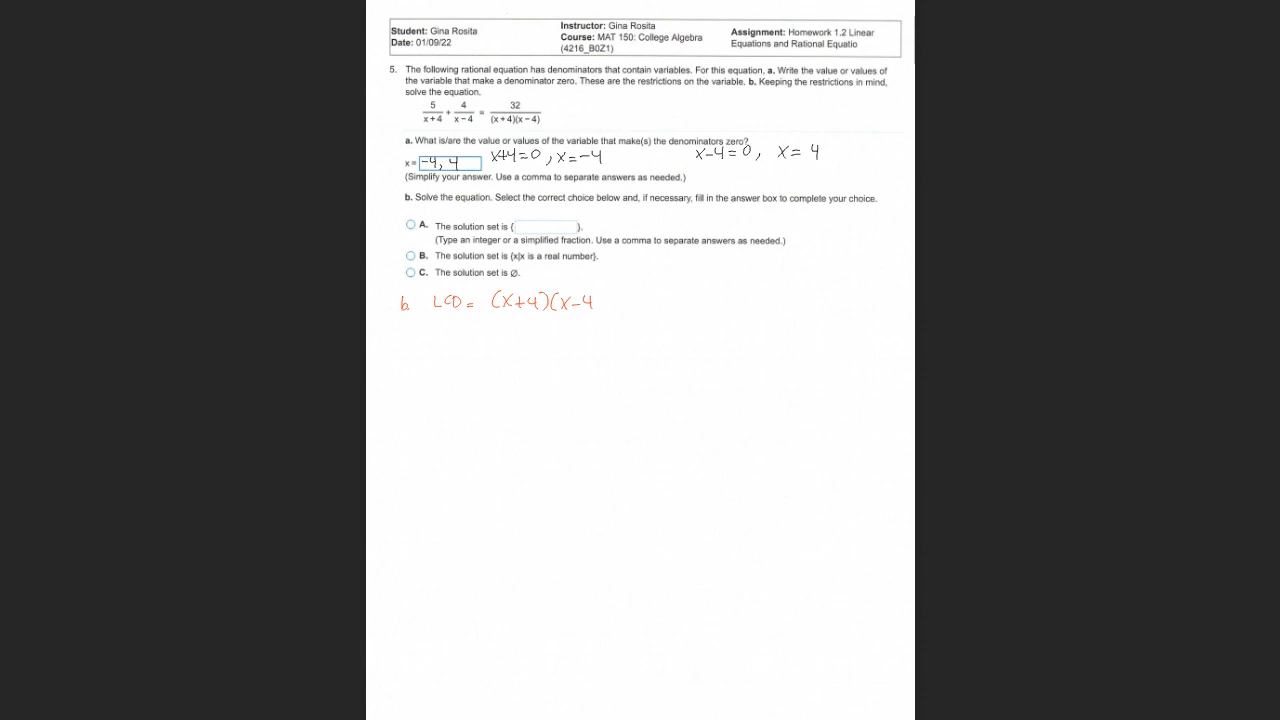 Student: Gina Rosita
Date: 01/09/22
Instructor: Gina Rosita
Course: MAT 150: College Algebra
(4216_B0Z1)
Assignment: Homework 1.2 Linear
Equations and Rational Equatio
5. The following rational equation has denominators that contain variables. For this equation, a. Write the value or values of
the variable that make a denominator zero. These are the restrictions on the variable. b. Keeping the restrictions in mind,
solve the equation.
5/(x+4) + 4/(x-4) = 32/((x+4)(x-4))
a. What is/are the value or values of the variable that make(s) the denominators zero?
x+4=0, x=-4 x-4=0, x=4
x= -4, 4
(Simplify your answer. Use a comma to separate answers as needed.)
b. Solve the equation. Select the correct choice below and, if necessary, fill in the answer box to complete your choice.
A. The solution set is { }.
(Type an integer or a simplified fraction. Use a comma to separate answers as needed.)
B. The solution set is {x|x is a real number}.
C. The solution set is ∅.
b. LCD = (x+4)(x-4